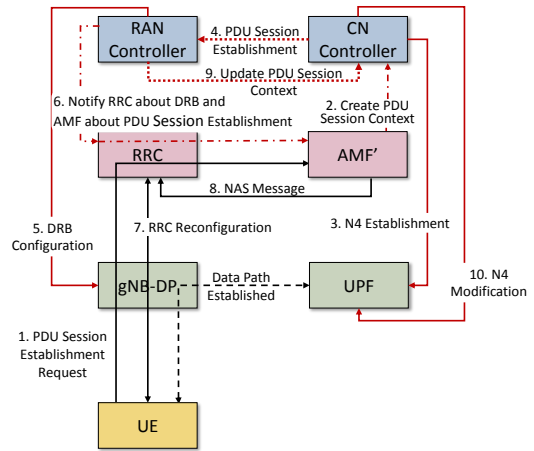 RAN
Controller
4. PDU Session
Establishment
CN
Controller
9. Update PDU Session
Context
6. Notify RRC about DRB and
AMF about PDU Session Establishment
2. Create PDU
Session Context
RRC
AMF'
8. NAS Message
5. DRB
Configuration
7. RRC Reconfiguration
3. N4 Establishment
gNB-DP
Data Path
Established
UPF
10. N4
Modification
1. PDU Session
Establishment
Request
UE